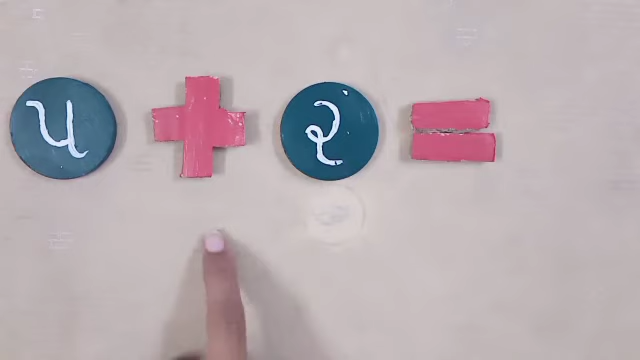 ૫ + ૨ =